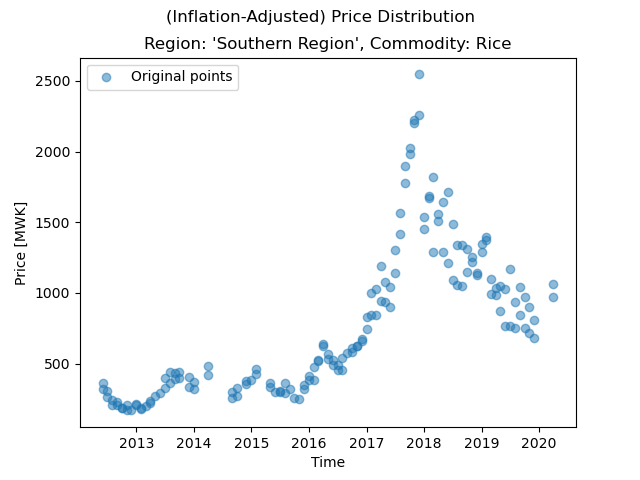 (Inflation-Adjusted) Price Distribution
Region: 'Southern Region', Commodity: Rice
Original points
2500
2000
1500
1000
500
Price [MWK]
2013 2014 2015 2016 2017 2018 2019 2020
Time